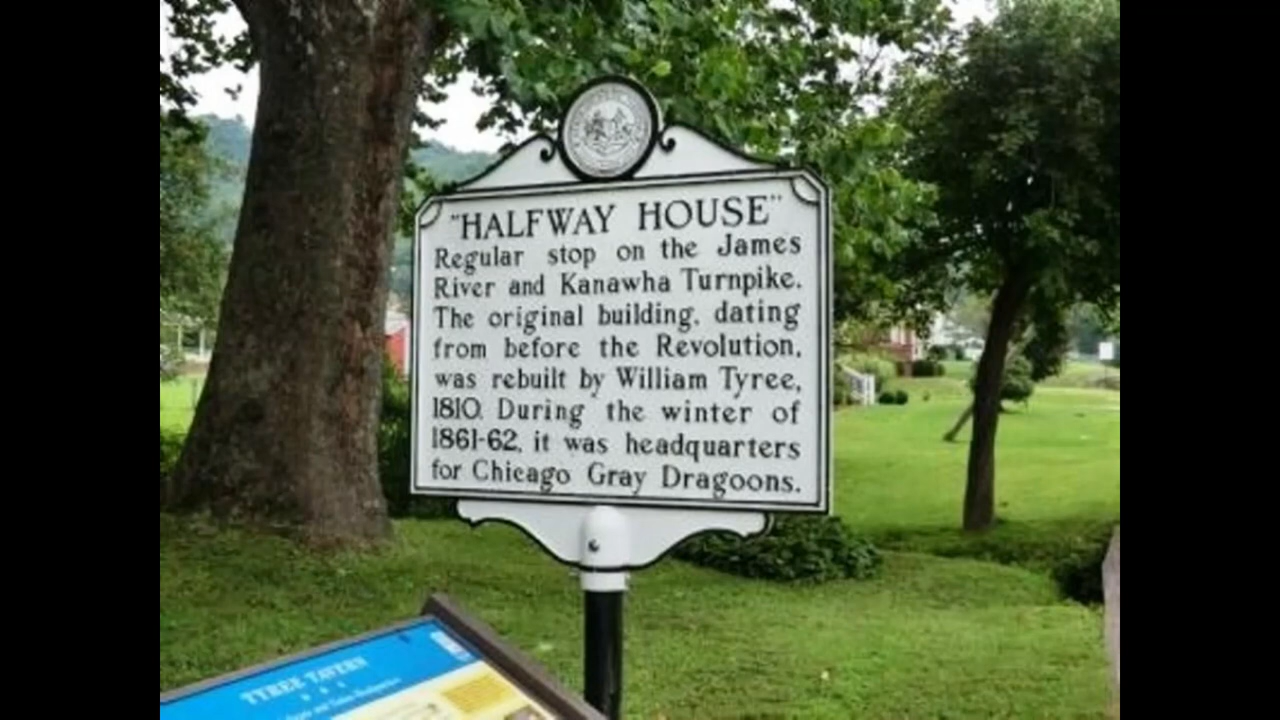 "HALFWAY HOUSE"
Regular stop on the James
River and Kanawha Turnpike.
The original building, dating
from before the Revolution,
was rebuilt by William Tyree,
1810. During the winter of
1861-62, it was headquarters
for Chicago Gray Dragoons.
TYREE TAVERN